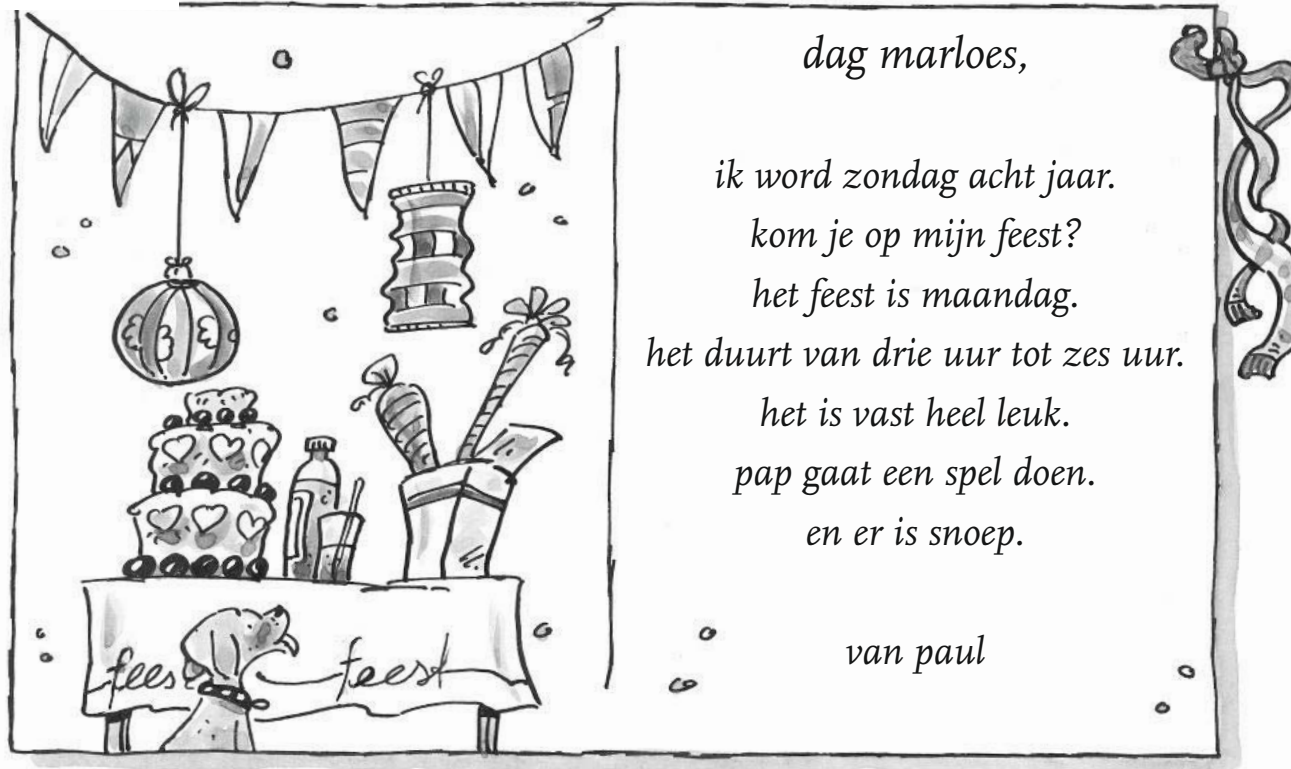 dag marloes,
ik word zondag acht jaar.
kom je op mijn feest?
het feest is maandag.
het duurt van drie uur tot zes uur.
het is vast heel leuk.
pap gaat een spel doen.
en er is snoep.
van paul
fees feest